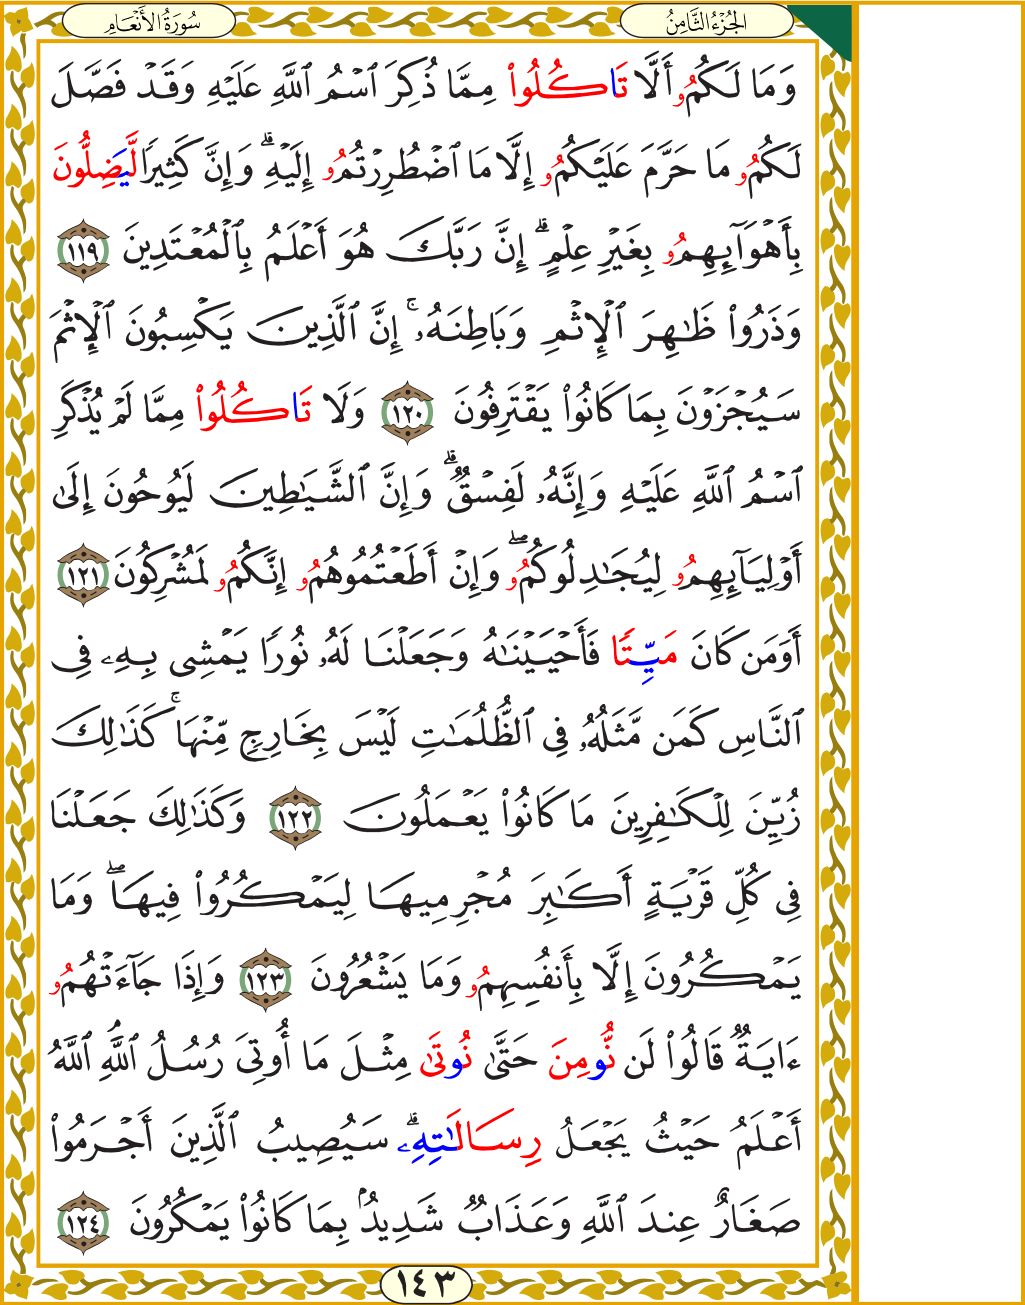 الجُزْءُ الثَّامِنُ
سُورَةُ الأَنْعَامِ
وَمَا لَكُمُۥ أَلَّا تَاكُلُوا۟ مِمَّا ذُكِرَ ٱسْمُ ٱللَّهِ عَلَيْهِ وَقَدْ فَصَّلَ
لَكُمُۥ مَا حَرَّمَ عَلَيْكُمُۥ إِلَّا مَا ٱضْطُرِرْتُمُۥ إِلَيْهِ ۗ وَإِنَّ كَثِيرًا لَّيَضِلُّونَ
بِأَهْوَآئِهِمُۥ بِغَيْرِ عِلْمٍ ۗ إِنَّ رَبَّكَ هُوَ أَعْلَمُ بِٱلْمُعْتَدِينَ ١١٩
وَذَرُوا۟ ظَـٰهِرَ ٱلْإِثْمِ وَبَاطِنَهُۥٓ ۚ إِنَّ ٱلَّذِينَ يَكْسِبُونَ ٱلْإِثْمَ
سَيُجْزَوْنَ بِمَا كَانُوا۟ يَقْتَرِفُونَ ١٢٠ وَلَا تَاكُلُوا۟ مِمَّا لَمْ يُذْكَرِ
ٱسْمُ ٱللَّهِ عَلَيْهِ وَإِنَّهُۥ لَفِسْقٌ ۗ وَإِنَّ ٱلشَّيَـٰطِينَ لَيُوحُونَ إِلَىٰ
أَوْلِيَآئِهِمُۥ لِيُجَـٰدِلُوكُمُۥ ۖ وَإِنْ أَطَعْتُمُوهُمُۥ إِنَّكُمُۥ لَمُشْرِكُونَ ١٢١
أَوَمَن كَانَ مَيِّتًا فَأَحْيَيْنَـٰهُ وَجَعَلْنَا لَهُۥ نُورًا يَمْشِى بِهِۦ فِى
ٱلنَّاسِ كَمَن مَّثَلُهُۥ فِى ٱلظُّلُمَـٰتِ لَيْسَ بِخَارِجٍ مِّنْهَا ۚ كَذَٰلِكَ
زُيِّنَ لِلْكَـٰفِرِينَ مَا كَانُوا۟ يَعْمَلُونَ ١٢٢ وَكَذَٰلِكَ جَعَلْنَا
فِى كُلِّ قَرْيَةٍ أَكَـٰبِرَ مُجْرِمِيهَا لِيَمْكُرُوا۟ فِيهَا ۖ وَمَا
يَمْكُرُونَ إِلَّا بِأَنفُسِهِمُۥ وَمَا يَشْعُرُونَ ١٢٣ وَإِذَا جَآءَتْهُمُۥ
ءَايَةٌ قَالُوا۟ لَن نُّومِنَ حَتَّىٰ نُوتَىٰ مِثْلَ مَا أُوتِىَ رُسُلُ ٱللَّهِ ۘ ٱللَّهُ
أَعْلَمُ حَيْثُ يَجْعَلُ رِسَالَـٰتِهِۦ ۗ سَيُصِيبُ ٱلَّذِينَ أَجْرَمُوا۟
صَغَارٌ عِندَ ٱللَّهِ وَعَذَابٌ شَدِيدٌۢ بِمَا كَانُوا۟ يَمْكُرُونَ ١٢٤
١٤٣